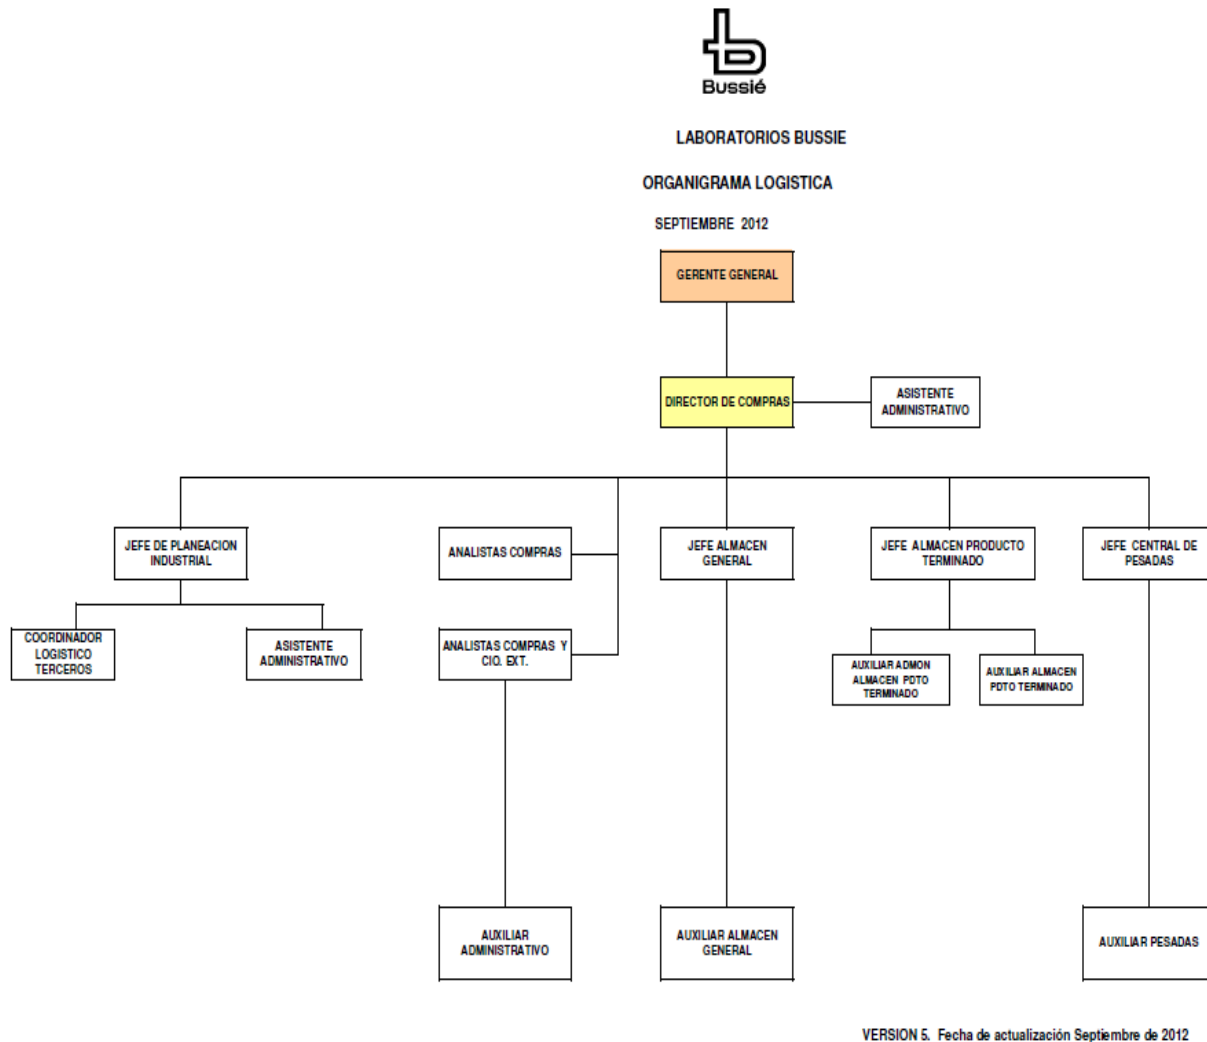 Bussié
LABORATORIOS BUSSIE
ORGANIGRAMA LOGISTICA
SEPTIEMBRE 2012
GERENTE GENERAL
DIRECTOR DE COMPRAS
ASISTENTE
ADMINISTRATIVO
JEFE DE PLANEACION
INDUSTRIAL
ANALISTAS COMPRAS
JEFE ALMACEN
GENERAL
JEFE ALMACEN PRODUCTO
TERMINADO
JEFE CENTRAL DE
PESADAS
COORDINADOR
LOGISTICO
TERCEROS
ASISTENTE
ADMINISTRATIVO
ANALISTAS COMPRAS Y
CIO. EXT.
AUXILIAR ADMON
ALMACEN PDTO
TERMINADO
AUXILIAR ALMACEN
PDTO TERMINADO
AUXILIAR
ADMINISTRATIVO
AUXILIAR ALMACEN
GENERAL
AUXILIAR PESADAS
VERSION 5. Fecha de actualización Septiembre de 2012